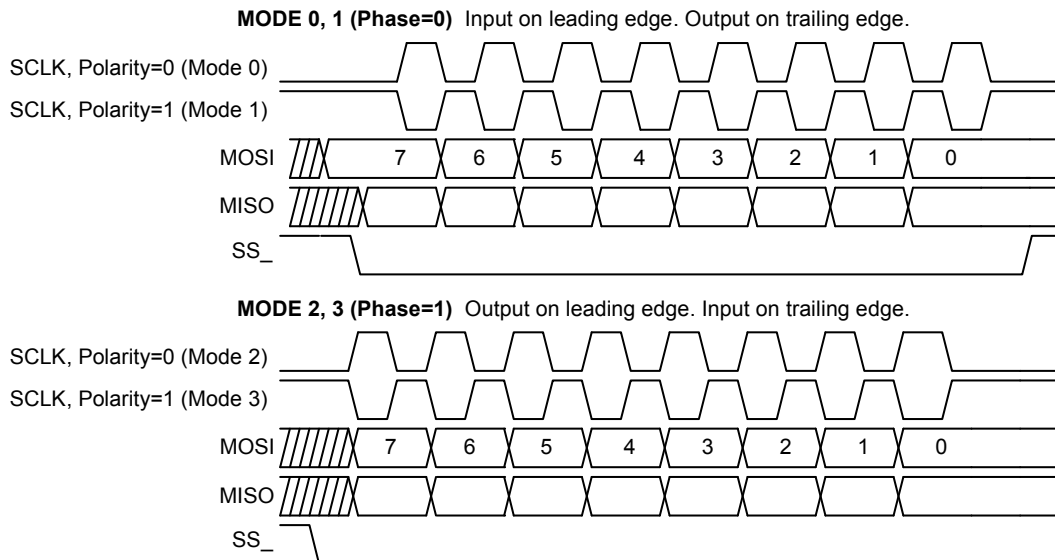 MODE 0, 1 (Phase=0) Input on leading edge. Output on trailing edge.
SCLK, Polarity=0 (Mode 0)
SCLK, Polarity=1 (Mode 1)
MOSI 7 6 5 4 3 2 1 0
MISO
SS_
MODE 2, 3 (Phase=1) Output on leading edge. Input on trailing edge.
SCLK, Polarity=0 (Mode 2)
SCLK, Polarity=1 (Mode 3)
MOSI 7 6 5 4 3 2 1 0
MISO
SS_